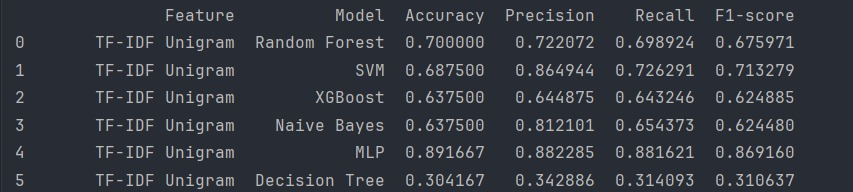 Feature Model Accuracy Precision Recall F1-score
0 TF-IDF Unigram Random Forest 0.700000 0.722072 0.698924 0.675971
1 TF-IDF Unigram SVM 0.687500 0.864944 0.726291 0.713279
2 TF-IDF Unigram XGBoost 0.637500 0.644875 0.643246 0.624885
3 TF-IDF Unigram Naive Bayes 0.637500 0.812101 0.654373 0.624480
4 TF-IDF Unigram MLP 0.891667 0.882285 0.881621 0.869160
5 TF-IDF Unigram Decision Tree 0.304167 0.342886 0.314093 0.310637